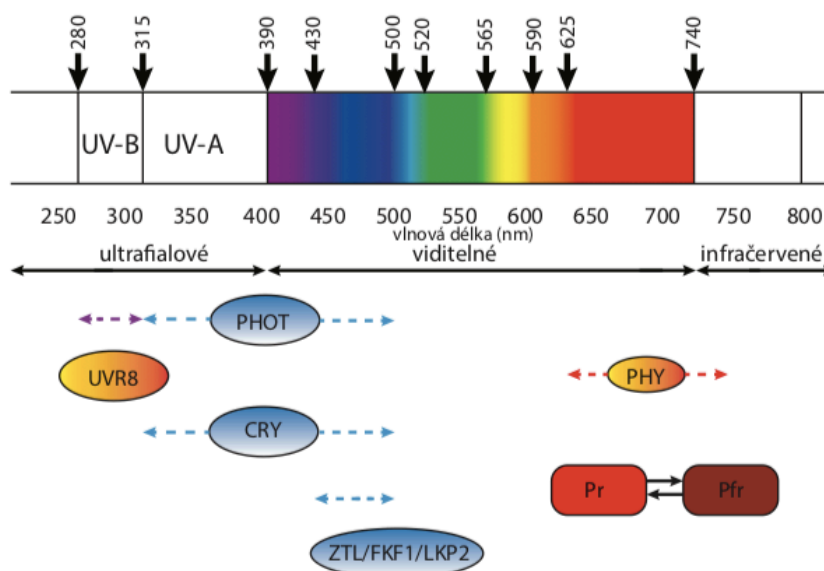 280 315 390 430 500 520 565 590 625 740
UV-B UV-A
250 300 350 400 450 500 550 600 650 700 750 800
vlnová délka (nm)
ultrafialové viditelné infračervené
PHOT
UVR8 PHY
CRY
Pr Pfr
ZTL/FKF1/LKP2